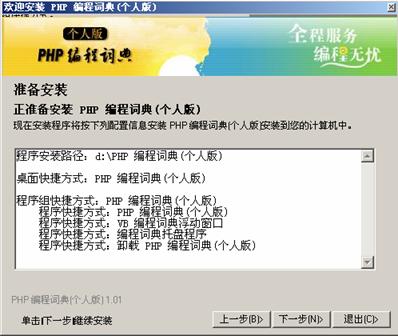 欢迎安装 PHP 编程词典(个人版)
个人版
PHP编程词典
全程服务
编程无忧
准备安装
正准备安装 PHP 编程词典(个人版)
现在安装程序将按下列配置信息安装 PHP编程词典(个人版)安装到您的计算机中。
程序安装路径: d:\PHP 编程词典(个人版)
桌面快捷方式: PHP 编程词典(个人版)
程序组快捷方式: PHP 编程词典(个人版)
程序快捷方式: PHP 编程词典(个人版)
程序快捷方式: VB 编程词典浮动窗口
程序快捷方式: 编程词典托盘程序
程序快捷方式: 卸载 PHP 编程词典(个人版)
PHP编程词典(个人版) 1.01
单击[下一步]继续安装
上一步(B)
下一步(N)
退出(C)